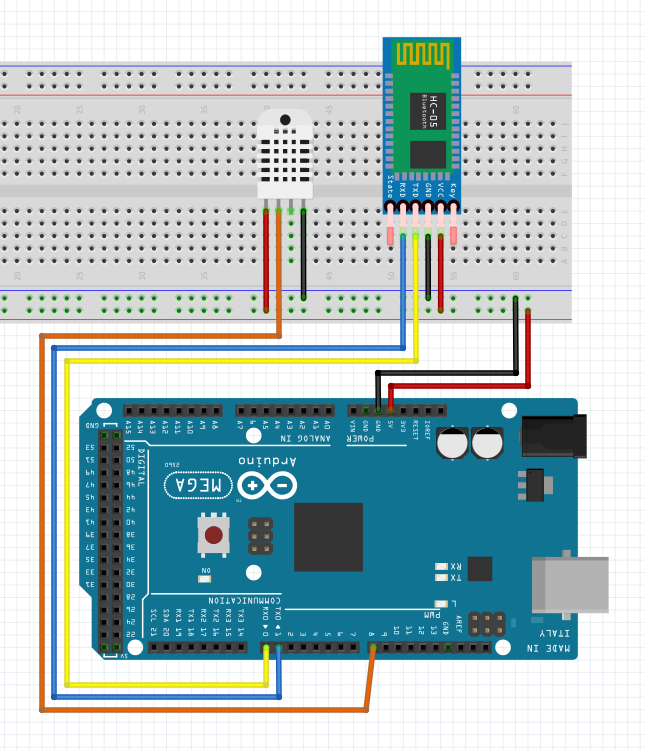 20
25
30
35
40
45
60
J
I
H
G
F
HC-05
Bluetooth
State
RXD
TXD
GND
VCC
Key
E
D
C
B
A
20
25
30
35
45
50
55
60
A15
A14
A13
A12
A11
A10
A9
A8
A7
A6
A5
A4
A3
A2
A1
A0
ANALOG IN
VIN
GND
GND
5V
3V3
RESET
IOREF
POWER
GND
53
52
51
50
49
48
47
46
45
44
43
42
41
40
39
38
37
36
35
34
33
32
31
30
28
26
24
22
5V
DIGITAL
Arduino
TM
MEGA
2560
ON
RX
TX
L
COMMUNICATION
SCL 21
SDA 20
RX1 19
TX1 18
RX2 17
TX2 16
RX3 15
TX3 14
RX0 0
TX0 1
2
3
4
5
6
7
PWM
8
9
10
11
12
13
GND
AREF
MADE IN
ITALY